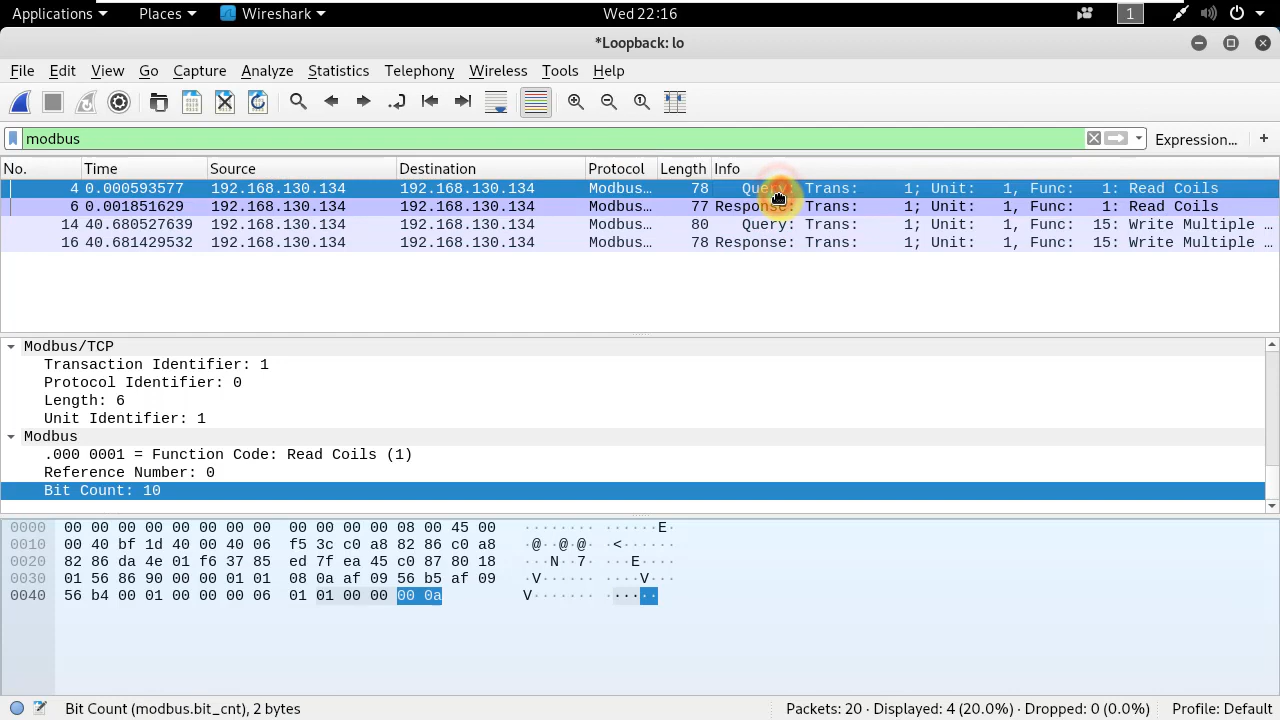 Applications Places Wireshark Wed 22:16 1
*Loopback: lo
File Edit View Go Capture Analyze Statistics Telephony Wireless Tools Help
modbus Expression... +
No. Time Source Destination Protocol Length Info
4 0.000593577 192.168.130.134 192.168.130.134 Modbus… 78 Query: Trans: 1; Unit: 1, Func: 1: Read Coils
6 0.001851629 192.168.130.134 192.168.130.134 Modbus… 77 Response: Trans: 1; Unit: 1, Func: 1: Read Coils
14 40.680527639 192.168.130.134 192.168.130.134 Modbus… 80 Query: Trans: 1; Unit: 1, Func: 15: Write Multiple …
16 40.681429532 192.168.130.134 192.168.130.134 Modbus… 78 Response: Trans: 1; Unit: 1, Func: 15: Write Multiple …
Modbus/TCP
Transaction Identifier: 1
Protocol Identifier: 0
Length: 6
Unit Identifier: 1
Modbus
.000 0001 = Function Code: Read Coils (1)
Reference Number: 0
Bit Count: 10
0000 00 00 00 00 00 00 00 00 00 00 00 00 08 00 45 00 ········ ······E·
0010 00 40 bf 1d 40 00 40 06 f5 3c c0 a8 82 86 c0 a8 ·@··@·@· ·<······
0020 82 86 da 4e 01 f6 37 85 ed 7f ea 45 c0 87 80 18 ···N··7· ···E····
0030 01 56 86 90 00 00 01 01 08 0a af 09 56 b5 af 09 ·V······ ····V···
0040 56 b4 00 01 00 00 00 06 01 01 00 00 00 0a V······· ······
Bit Count (modbus.bit_cnt), 2 bytes Packets: 20 · Displayed: 4 (20.0%) · Dropped: 0 (0.0%) Profile: Default